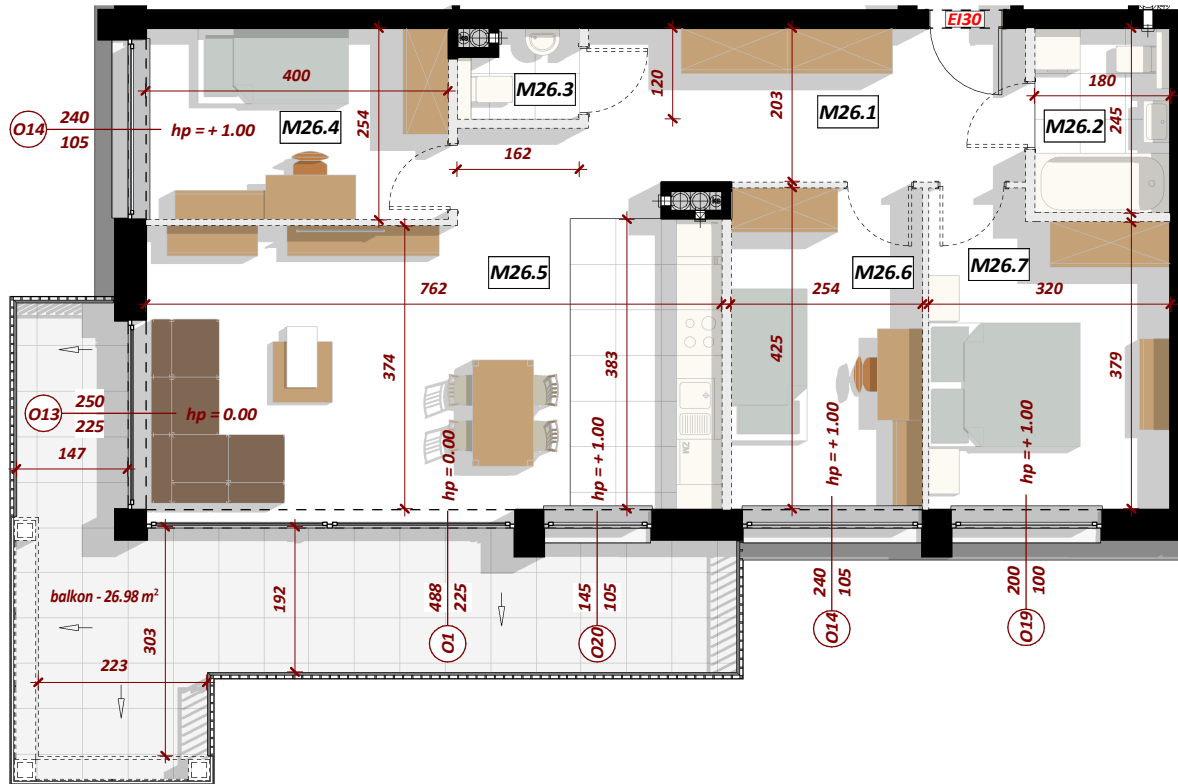 EI30
400
M26.3
120
203
M26.1
180
O14
240
105
hp = + 1.00
M26.4
254
M26.2
245
162
M26.5
M26.6
M26.7
762
254
320
374
383
425
379
O13
250
225
hp = 0.00
147
hp = 0.00
hp = + 1.00
hp = + 1.00
hp = + 1.00
ZM
balkon - 26.98 m²
303
192
223
488
225
O1
145
105
O20
240
105
O14
200
100
O19